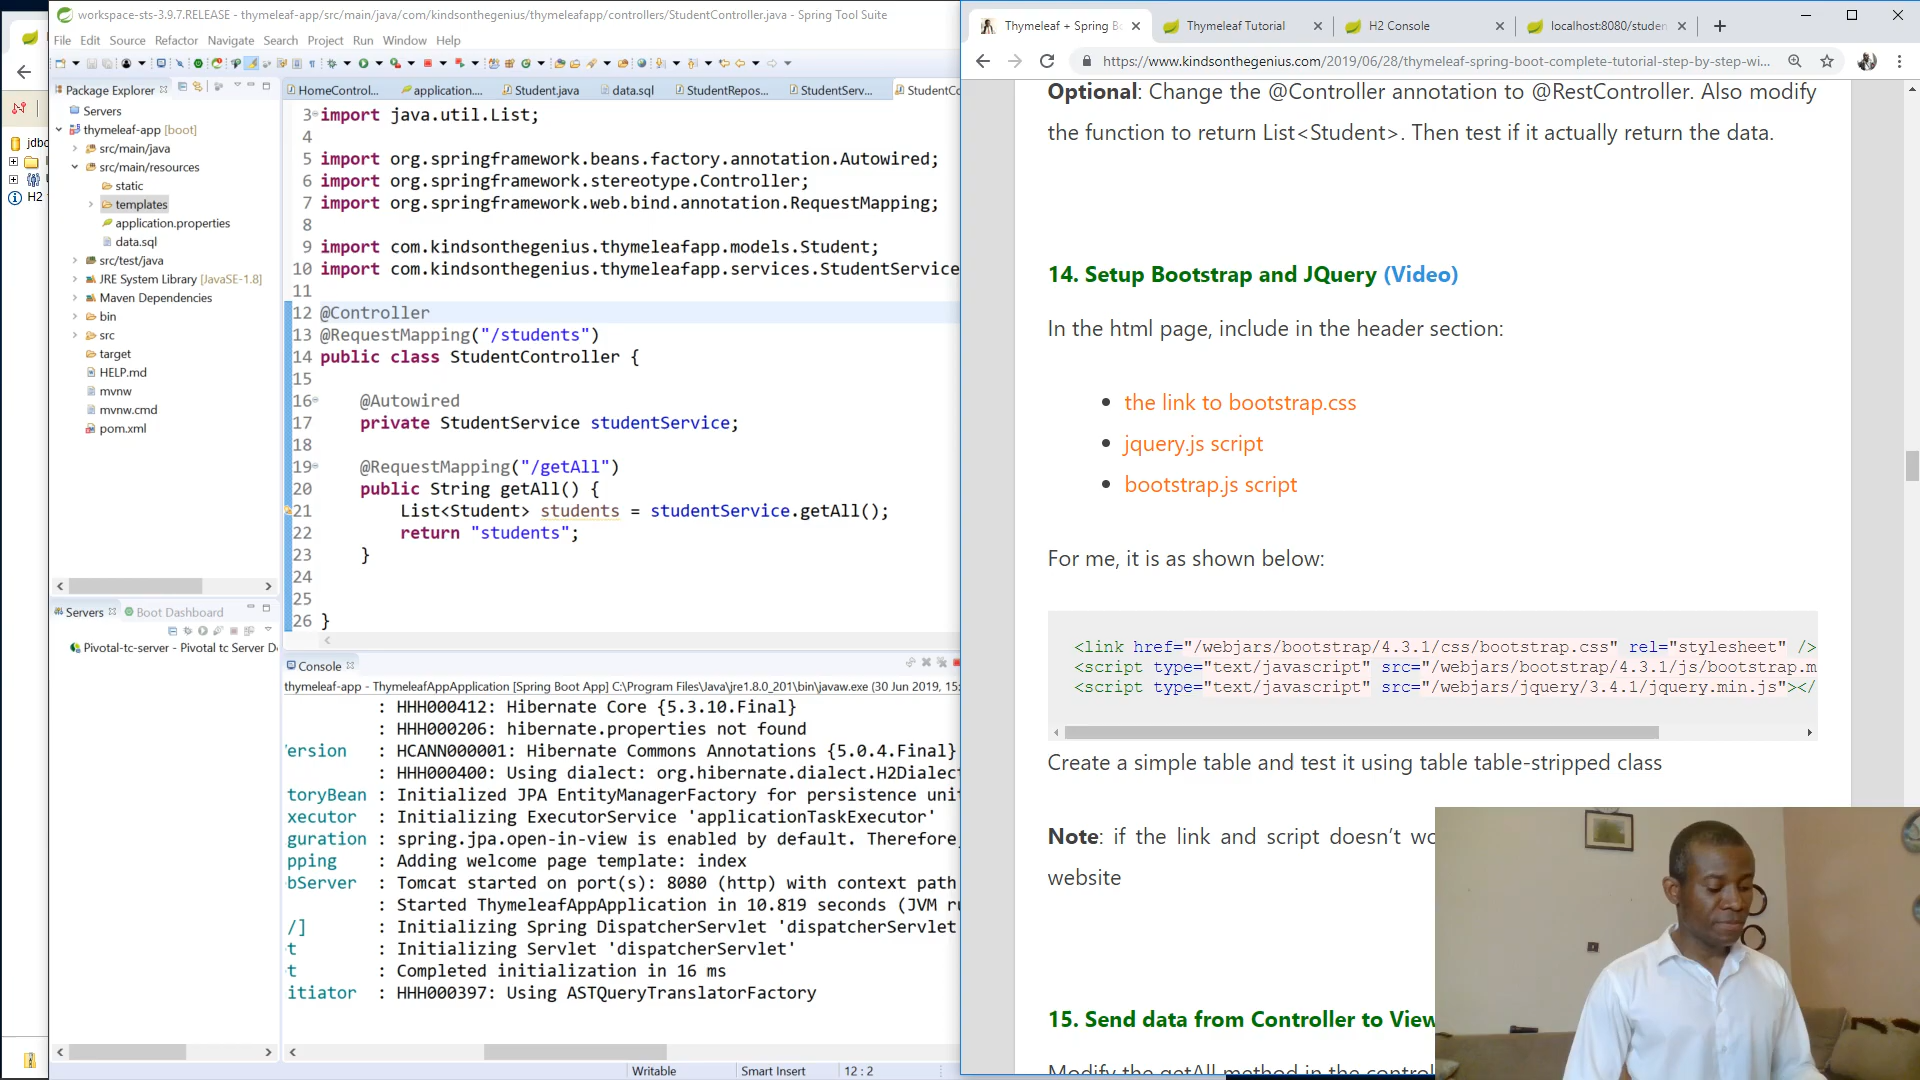 workspace-sts-3.9.7.RELEASE - thymeleaf-app/src/main/java/com/kindsonthegenius/thymeleafapp/controllers/StudentController.java - Spring Tool Suite
File Edit Source Refactor Navigate Search Project Run Window Help
Package Explorer
Servers
thymeleaf-app [boot]
src/main/java
src/main/resources
static
templates
application.properties
data.sql
src/test/java
JRE System Library [JavaSE-1.8]
Maven Dependencies
bin
src
target
HELP.md
mvnw
mvnw.cmd
pom.xml
Servers Boot Dashboard
Pivotal-tc-server - Pivotal tc Server De
jdbc
H2
HomeControl... application.... Student.java data.sql StudentRepos... StudentServ... StudentCo
3 import java.util.List;
4
5 import org.springframework.beans.factory.annotation.Autowired;
6 import org.springframework.stereotype.Controller;
7 import org.springframework.web.bind.annotation.RequestMapping;
8
9 import com.kindsonthegenius.thymeleafapp.models.Student;
10 import com.kindsonthegenius.thymeleafapp.services.StudentService
11
12 @Controller
13 @RequestMapping("/students")
14 public class StudentController {
15
16 @Autowired
17 private StudentService studentService;
18
19 @RequestMapping("/getAll")
20 public String getAll() {
21 List<Student> students = studentService.getAll();
22 return "students";
23 }
24
25
26 }
Console
thymeleaf-app - ThymeleafAppApplication [Spring Boot App] C:\Program Files\Java\jre1.8.0_201\bin\javaw.exe (30 Jun 2019, 15:
: HHH000412: Hibernate Core {5.3.10.Final}
: HHH000206: hibernate.properties not found
ersion : HCANN000001: Hibernate Commons Annotations {5.0.4.Final}
: HHH000400: Using dialect: org.hibernate.dialect.H2Dialect
toryBean : Initialized JPA EntityManagerFactory for persistence uni
xecutor : Initializing ExecutorService 'applicationTaskExecutor'
guration : spring.jpa.open-in-view is enabled by default. Therefore,
pping : Adding welcome page template: index
bServer : Tomcat started on port(s): 8080 (http) with context path
: Started ThymeleafAppApplication in 10.819 seconds (JVM ru
/] : Initializing Spring DispatcherServlet 'dispatcherServlet
t : Initializing Servlet 'dispatcherServlet'
t : Completed initialization in 16 ms
itiator : HHH000397: Using ASTQueryTranslatorFactory
Writable Smart Insert 12 : 2
Thymeleaf + Spring B Thymeleaf Tutorial H2 Console localhost:8080/studen
https://www.kindsonthegenius.com/2019/06/28/thymeleaf-spring-boot-complete-tutorial-step-by-step-wi...
Optional: Change the @Controller annotation to @RestController. Also modify
the function to return List<Student>. Then test if it actually return the data.
14. Setup Bootstrap and JQuery (Video)
In the html page, include in the header section:
• the link to bootstrap.css
• jquery.js script
• bootstrap.js script
For me, it is as shown below:
<link href="/webjars/bootstrap/4.3.1/css/bootstrap.css" rel="stylesheet" />
<script type="text/javascript" src="/webjars/bootstrap/4.3.1/js/bootstrap.m
<script type="text/javascript" src="/webjars/jquery/3.4.1/jquery.min.js"></
Create a simple table and test it using table table-stripped class
Note: if the link and script doesn't wo
website
15. Send data from Controller to View
Modify the getAll method in the control